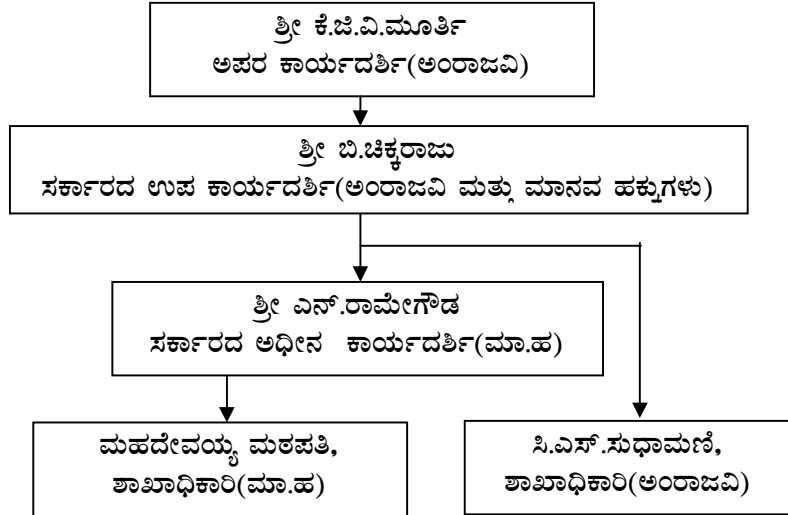 ಶ್ರೀ ಕೆ.ಜಿ.ವಿ.ಮೂರ್ತಿ
ಅಪರ ಕಾರ್ಯದರ್ಶಿ(ಅಂರಾಜವಿ)
ಶ್ರೀ ಬಿ.ಚಿಕ್ಕರಾಜು
ಸರ್ಕಾರದ ಉಪ ಕಾರ್ಯದರ್ಶಿ(ಅಂರಾಜವಿ ಮತ್ತು ಮಾನವ ಹಕ್ಕುಗಳು)
ಶ್ರೀ ಎನ್.ರಾಮೇಗೌಡ
ಸರ್ಕಾರದ ಅಧೀನ ಕಾರ್ಯದರ್ಶಿ(ಮಾ.ಹ)
ಮಹದೇವಯ್ಯ ಮಠಪತಿ,
ಶಾಖಾಧಿಕಾರಿ(ಮಾ.ಹ)
ಸಿ.ಎಸ್.ಸುಧಾಮಣಿ,
ಶಾಖಾಧಿಕಾರಿ(ಅಂರಾಜವಿ)